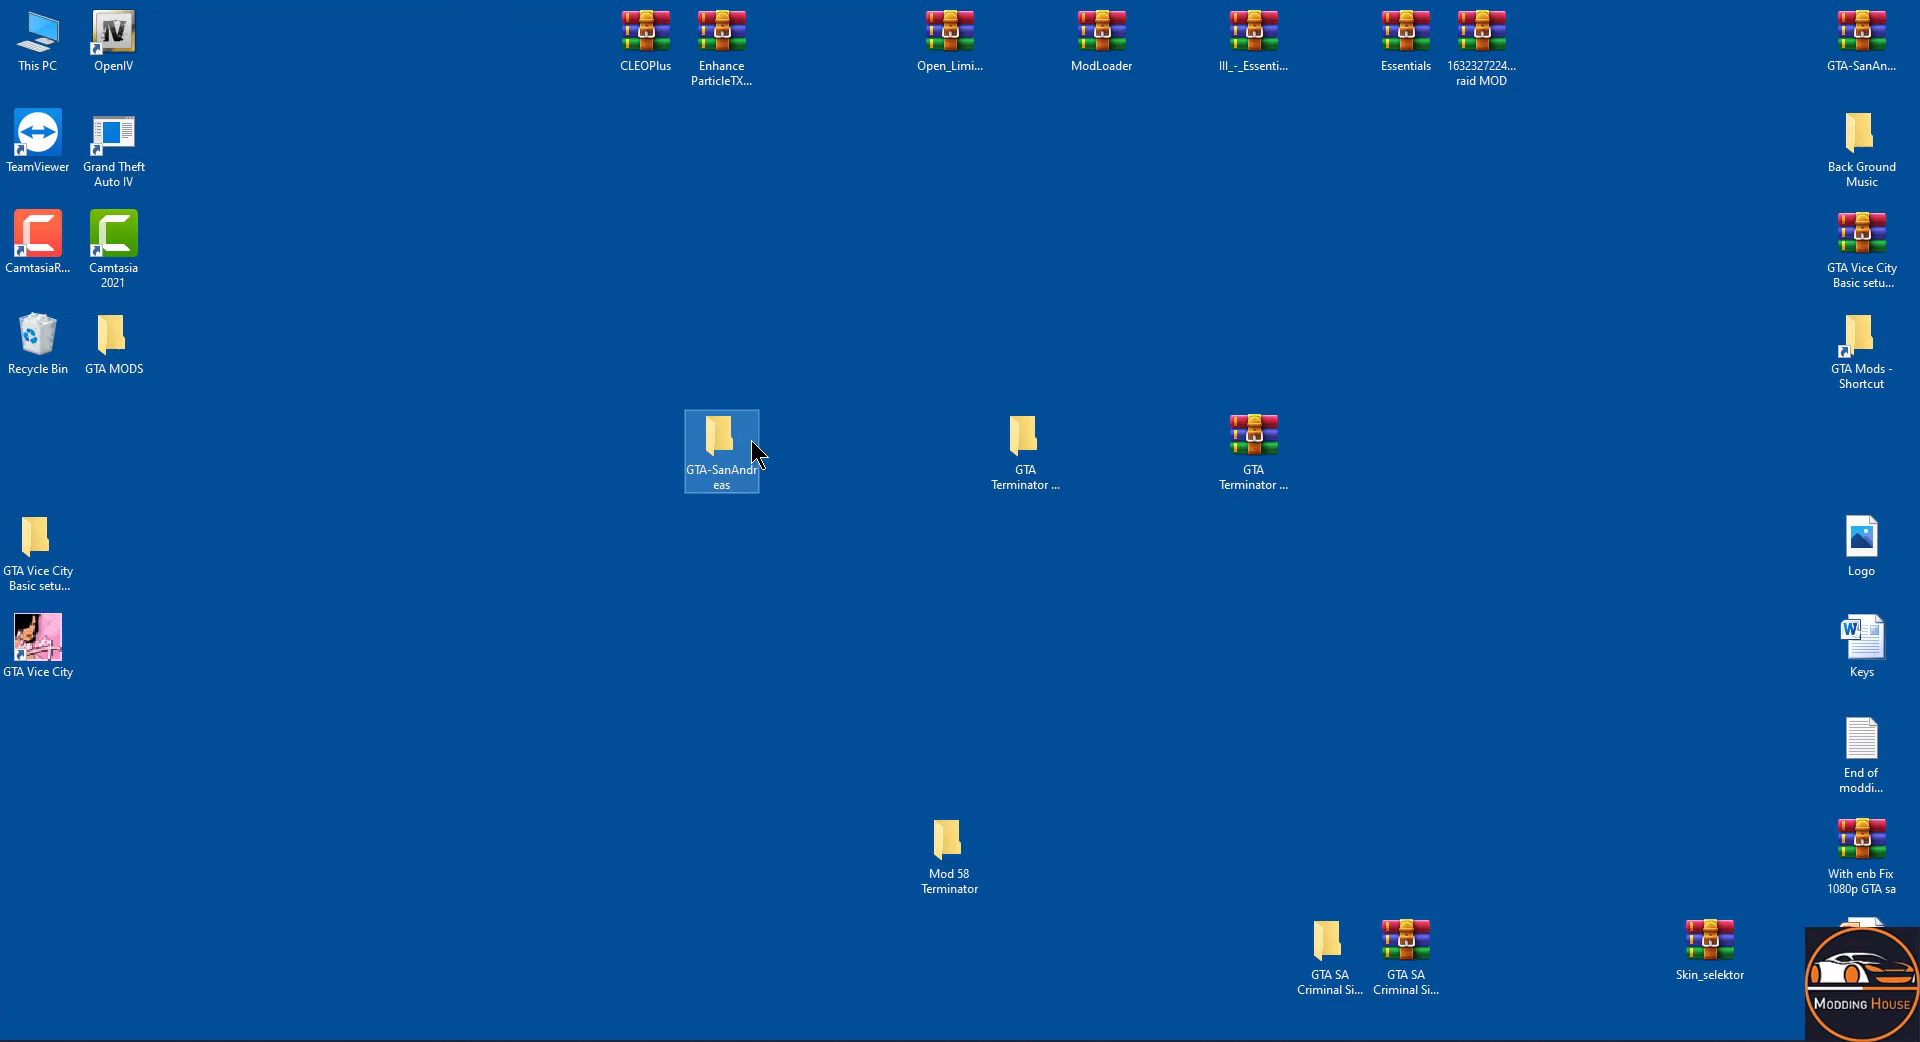 This PC
OpenIV
CLEOPlus
Enhance
ParticleTX...
Open_Limi...
ModLoader
III_-_Essenti...
Essentials
1632327224...
raid MOD
GTA-SanAn...
TeamViewer
Grand Theft
Auto IV
Back Ground
Music
CamtasiaR...
Camtasia
2021
GTA Vice City
Basic setu...
Recycle Bin
GTA MODS
GTA Mods -
Shortcut
GTA-SanAndr
eas
GTA
Terminator ...
GTA
Terminator ...
GTA Vice City
Basic setu...
Logo
GTA Vice City
Keys
End of
moddi...
Mod 58
Terminator
With enb Fix
1080p GTA sa
GTA SA
Criminal Si...
GTA SA
Criminal Si...
Skin_selektor
MODDING HOUSE